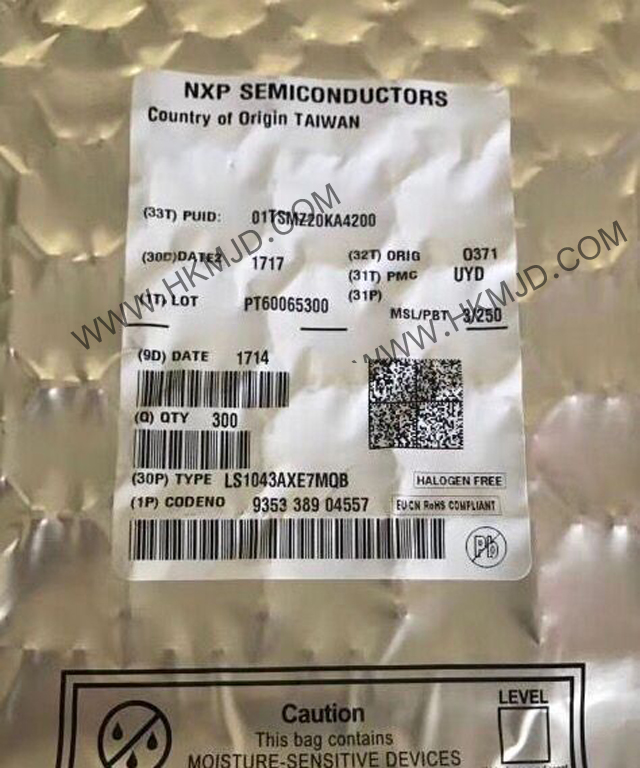 NXP SEMICONDUCTORS
Country of Origin TAIWAN
(33T) PUID: 01TSMZ20KA4200
(30D)DATE2 1717 (32T) ORIG 0371
(31T) PMC UYD
(1T) LOT PT60065300 (31P)
MSL/PBT 3/250
(9D) DATE 1714
(Q) QTY 300
(30P) TYPE LS1043AXE7MQB HALOGEN FREE
(1P) CODENO 9353 389 04557 EU/CN RoHS COMPLIANT
Pb
WWW.HKMJD.COM
WWW.HKMJD.COM
LEVEL
Caution
This bag contains
MOISTURE-SENSITIVE DEVICES